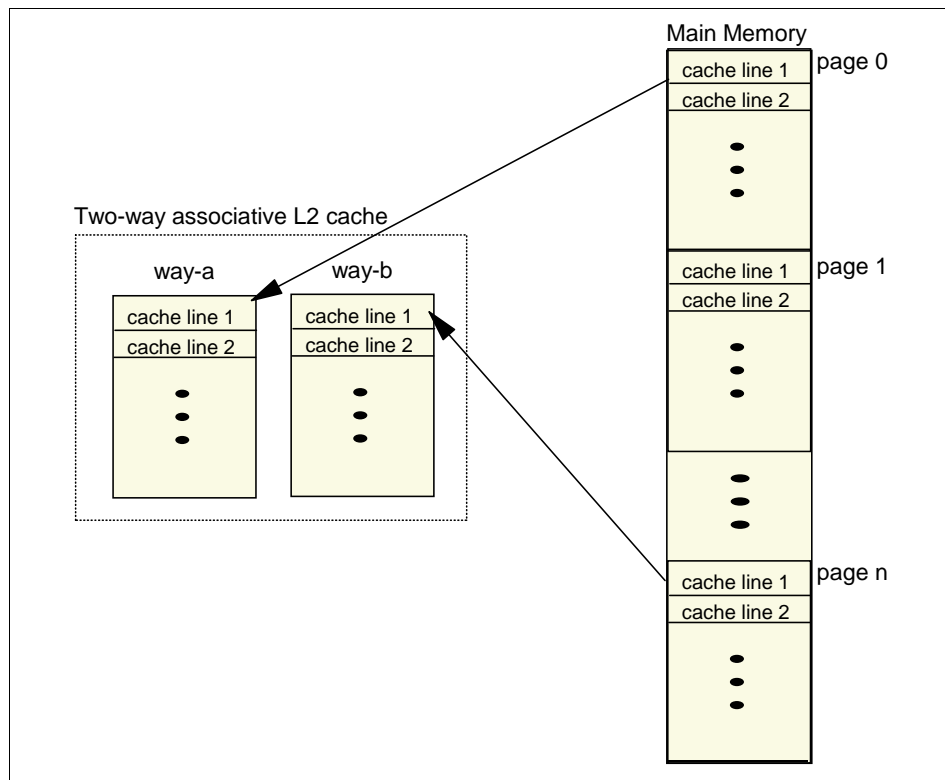 Main Memory
page 0
cache line 1
cache line 2
Two-way associative L2 cache
way-a
way-b
cache line 1
cache line 2
cache line 1
cache line 2
page 1
cache line 1
cache line 2
page n
cache line 1
cache line 2